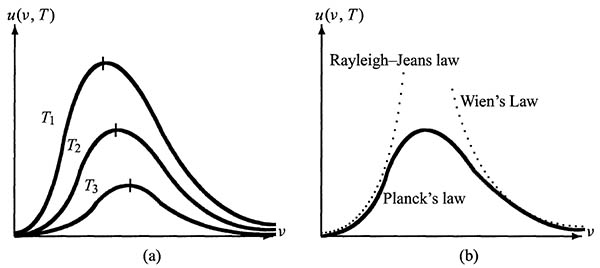 u(ν, T)
T1
T2
T3
ν
(a)
u(ν, T)
Rayleigh–Jeans law
Wien's Law
Planck's law
ν
(b)